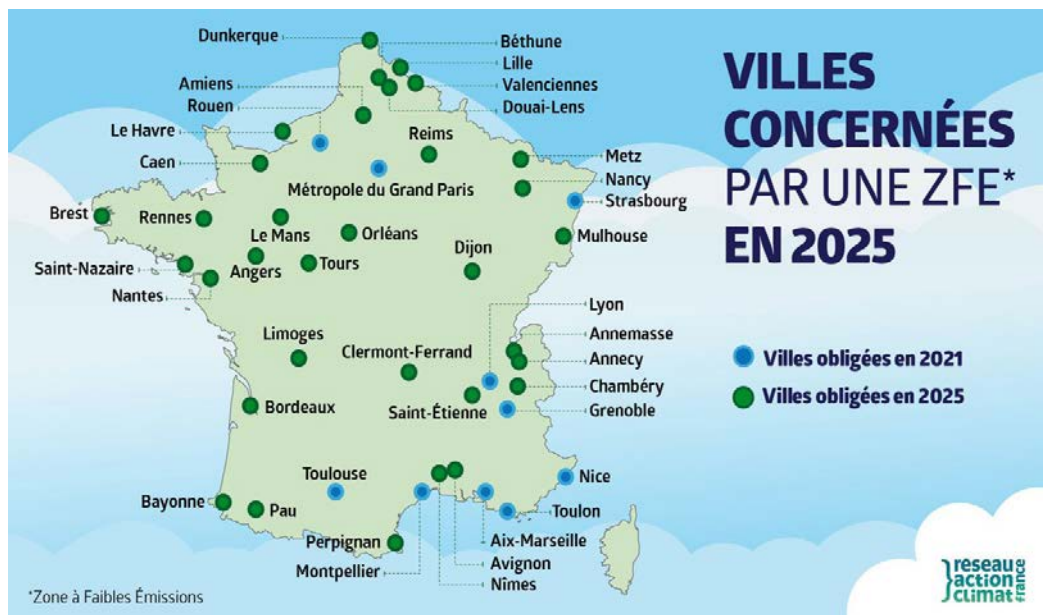 VILLES
CONCERNÉES
PAR UNE ZFE*
EN 2025
Villes obligées en 2021
Villes obligées en 2025
Dunkerque
Béthune
Lille
Valenciennes
Douai-Lens
Amiens
Rouen
Le Havre
Caen
Reims
Metz
Nancy
Strasbourg
Métropole du Grand Paris
Brest
Rennes
Le Mans
Orléans
Mulhouse
Dijon
Saint-Nazaire
Angers
Tours
Nantes
Lyon
Annemasse
Limoges
Clermont-Ferrand
Annecy
Chambéry
Saint-Étienne
Grenoble
Bordeaux
Toulouse
Nice
Bayonne
Pau
Toulon
Perpignan
Aix-Marseille
Montpellier
Avignon
Nîmes
*Zone à Faibles Émissions
réseau
action
climat
france